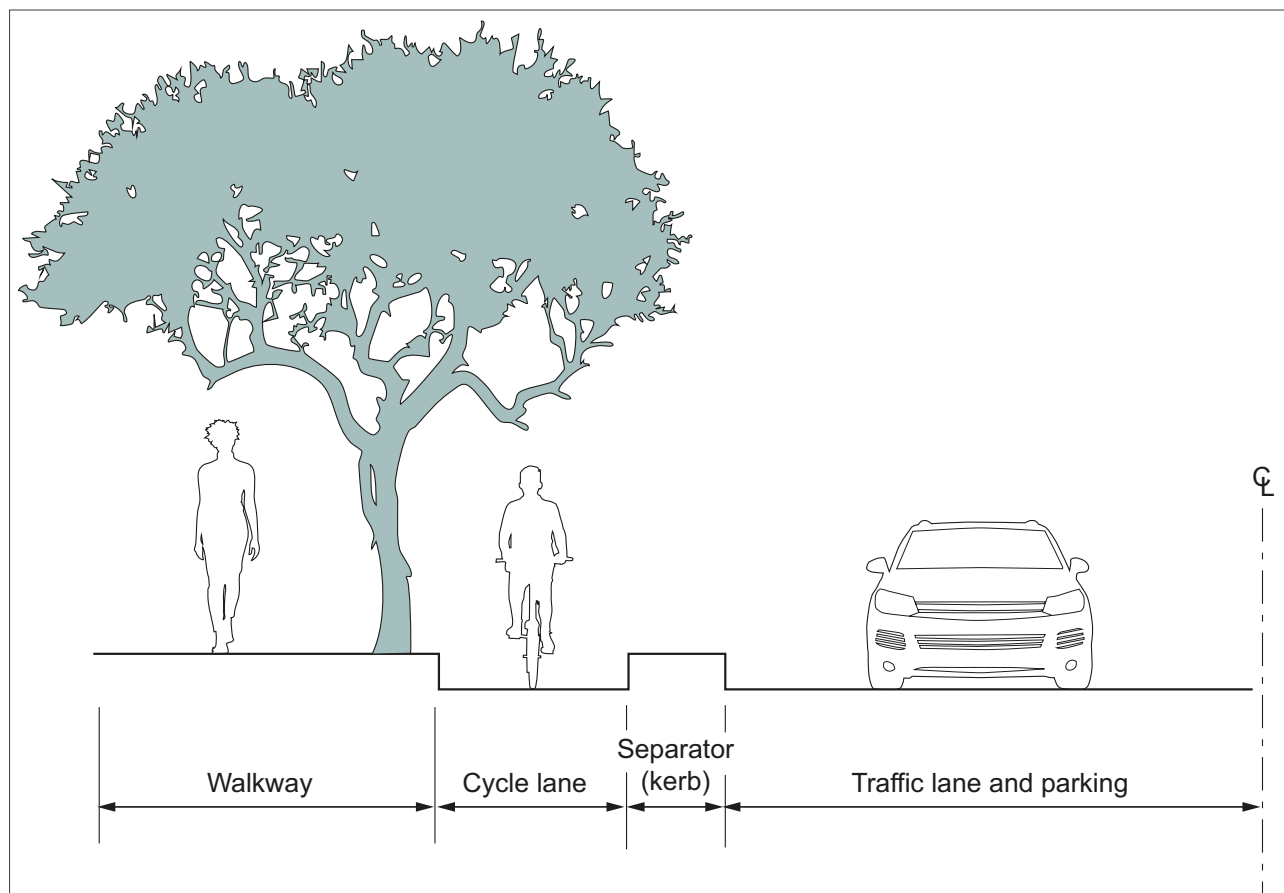 ℄
Separator
(kerb)
Walkway
Cycle lane
Traffic lane and parking